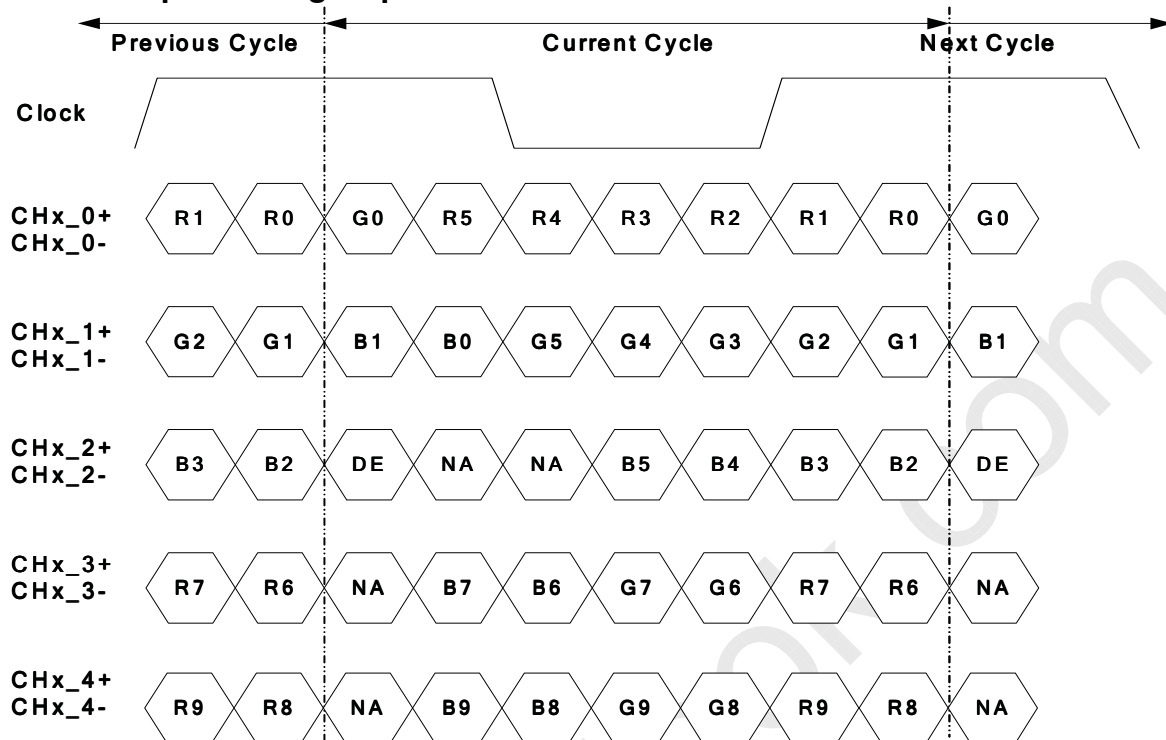 Previous Cycle Current Cycle Next Cycle
Clock
CHx_0+
CHx_0-
R1 R0 G0 R5 R4 R3 R2 R1 R0 G0
CHx_1+
CHx_1-
G2 G1 B1 B0 G5 G4 G3 G2 G1 B1
CHx_2+
CHx_2-
B3 B2 DE NA NA B5 B4 B3 B2 DE
CHx_3+
CHx_3-
R7 R6 NA B7 B6 G7 G6 R7 R6 NA
CHx_4+
CHx_4-
R9 R8 NA B9 B8 G9 G8 R9 R8 NA
com